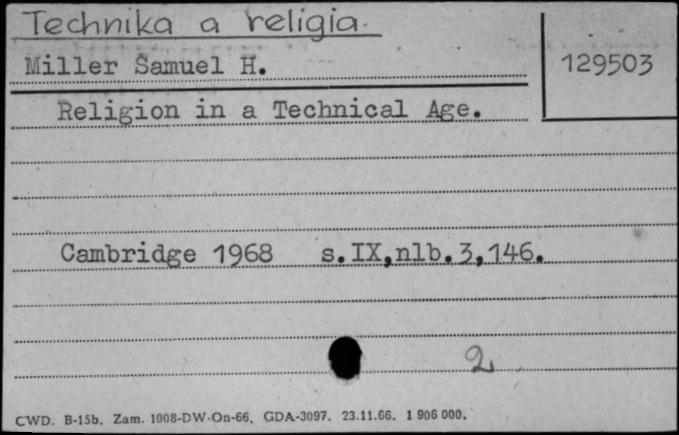 Technika a religia.
Miller Samuel H.
129503
Religion in a Technical Age.
Cambridge 1968 s.IX,nlb.3,146.
2
CWD. B-15b. Zam. 1008-DW-On-66. GDA-3097. 23.11.66. 1 906 000.